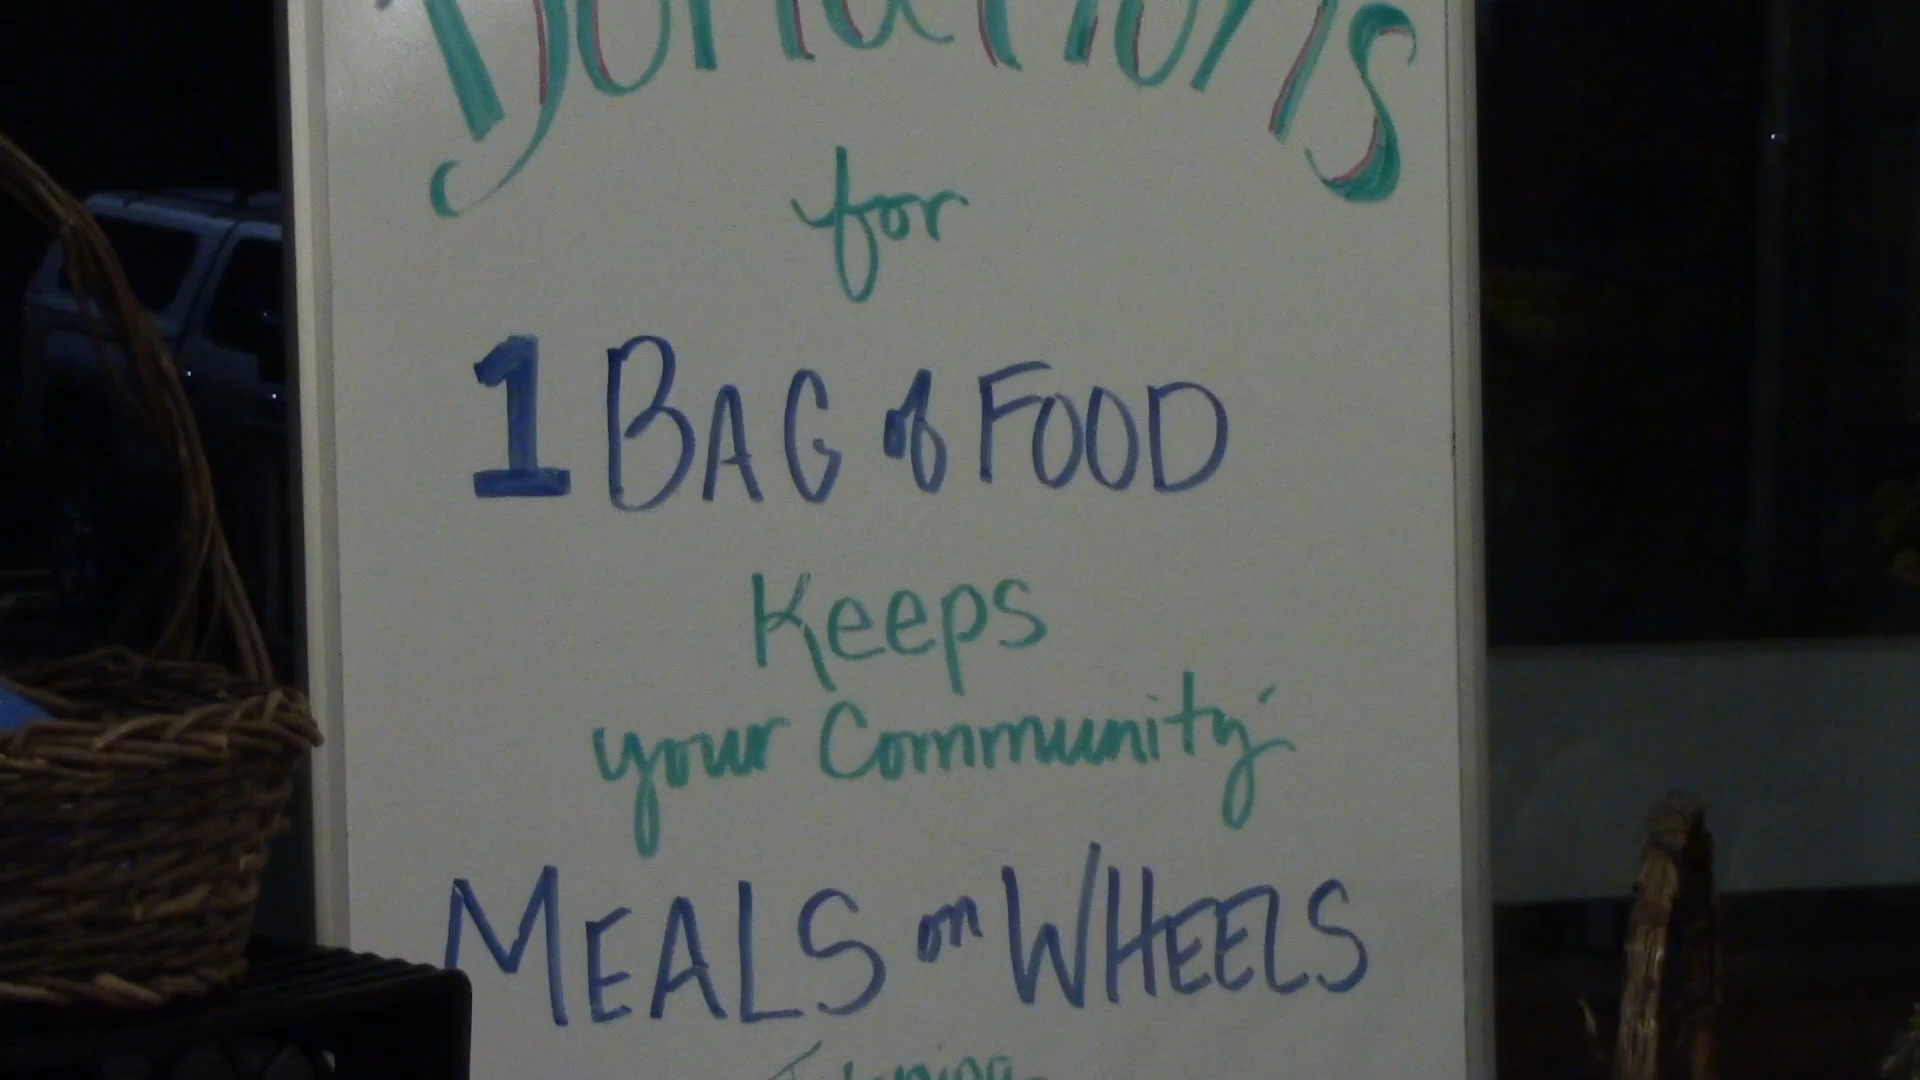 Donations
for
1 BAG of FOOD
Keeps
your Community
MEALS on WHEELS